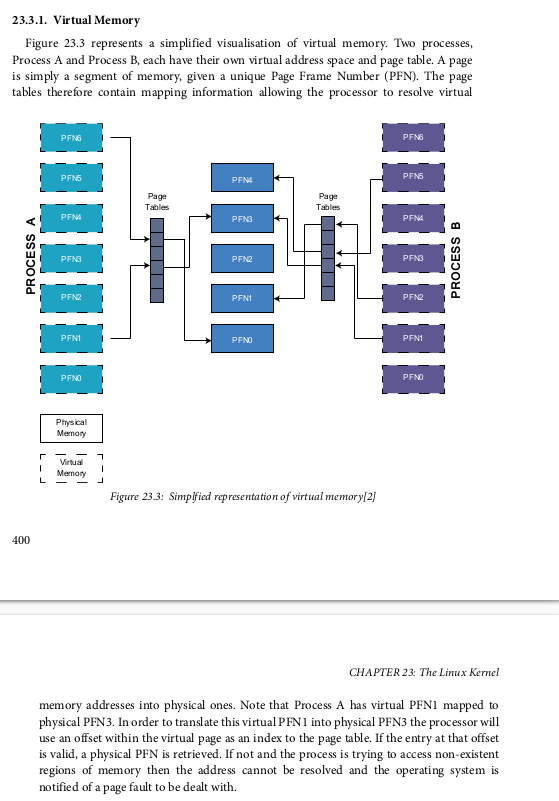 23.3.1. Virtual Memory
Figure 23.3 represents a simplified visualisation of virtual memory. Two processes,
Process A and Process B, each have their own virtual address space and page table. A page
is simply a segment of memory, given a unique Page Frame Number (PFN). The page
tables therefore contain mapping information allowing the processor to resolve virtual
PROCESS A
PFN6
PFN5
PFN4
PFN3
PFN2
PFN1
PFN0
Page
Tables
PFN4
PFN3
PFN2
PFN1
PFN0
Page
Tables
PFN6
PFN5
PFN4
PFN3
PFN2
PFN1
PFN0
PROCESS B
Physical
Memory
Virtual
Memory
Figure 23.3: Simplified representation of virtual memory[2]
400
CHAPTER 23: The Linux Kernel
memory addresses into physical ones. Note that Process A has virtual PFN1 mapped to
physical PFN3. In order to translate this virtual PFN1 into physical PFN3 the processor will
use an offset within the virtual page as an index to the page table. If the entry at that offset
is valid, a physical PFN is retrieved. If not and the process is trying to access non-existent
regions of memory then the address cannot be resolved and the operating system is
notified of a page fault to be dealt with.